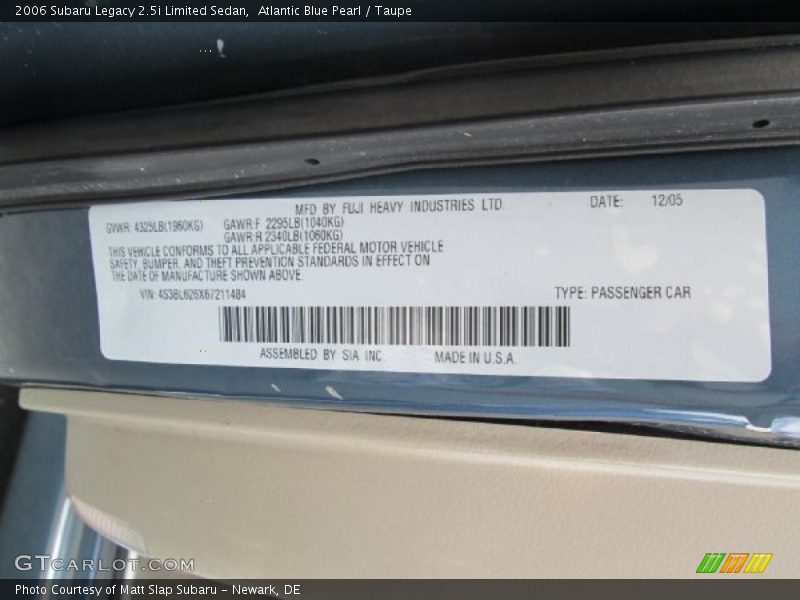 2006 Subaru Legacy 2.5i Limited Sedan, Atlantic Blue Pearl / Taupe
MFD BY FUJI HEAVY INDUSTRIES LTD. DATE: 12/05
GVWR: 4325LB(1960KG) GAWR:F 2295LB(1040KG)
GAWR:R 2340LB(1060KG)
THIS VEHICLE CONFORMS TO ALL APPLICABLE FEDERAL MOTOR VEHICLE
SAFETY, BUMPER, AND THEFT PREVENTION STANDARDS IN EFFECT ON
THE DATE OF MANUFACTURE SHOWN ABOVE.
VIN: 4S3BL626X67211484 TYPE: PASSENGER CAR
ASSEMBLED BY SIA INC. MADE IN U.S.A.
GTCARLOT.COM
Photo Courtesy of Matt Slap Subaru - Newark, DE